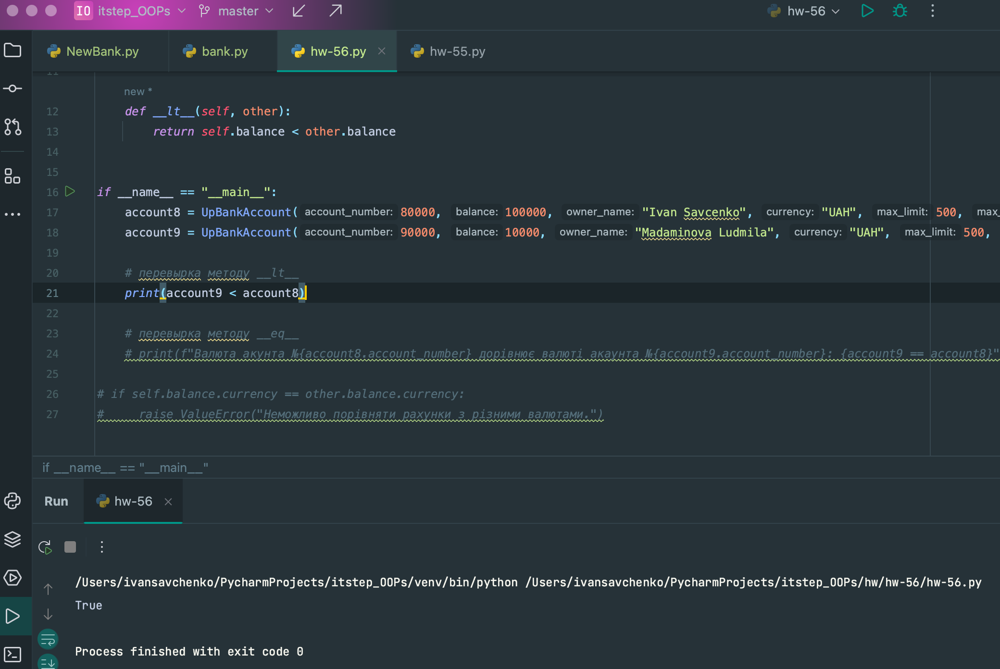 IO itstep_OOPs master hw-56
NewBank.py bank.py hw-56.py hw-55.py
11
new *
12 def __lt__(self, other):
13 return self.balance < other.balance
14
15
16 if __name__ == "__main__":
17 account8 = UpBankAccount( account_number: 80000, balance: 100000, owner_name: "Ivan Savcenko", currency: "UAH", max_limit: 500, max_
18 account9 = UpBankAccount( account_number: 90000, balance: 10000, owner_name: "Madaminova Ludmila", currency: "UAH", max_limit: 500,
19
20 # перевырка методу __lt__
21 print(account9 < account8)
22
23 # перевырка методу __eq__
24 # print(f"Валюта акунта №{account8.account_number} дорівнює валюті акаунта №{account9.account_number}: {account9 == account8}"
25
26 # if self.balance.currency == other.balance.currency:
27 # raise ValueError("Неможливо порівняти рахунки з різними валютами.")
if __name__ == "__main__"
Run hw-56
/Users/ivansavchenko/PycharmProjects/itstep_OOPs/venv/bin/python /Users/ivansavchenko/PycharmProjects/itstep_OOPs/hw/hw-56/hw-56.py
True
Process finished with exit code 0